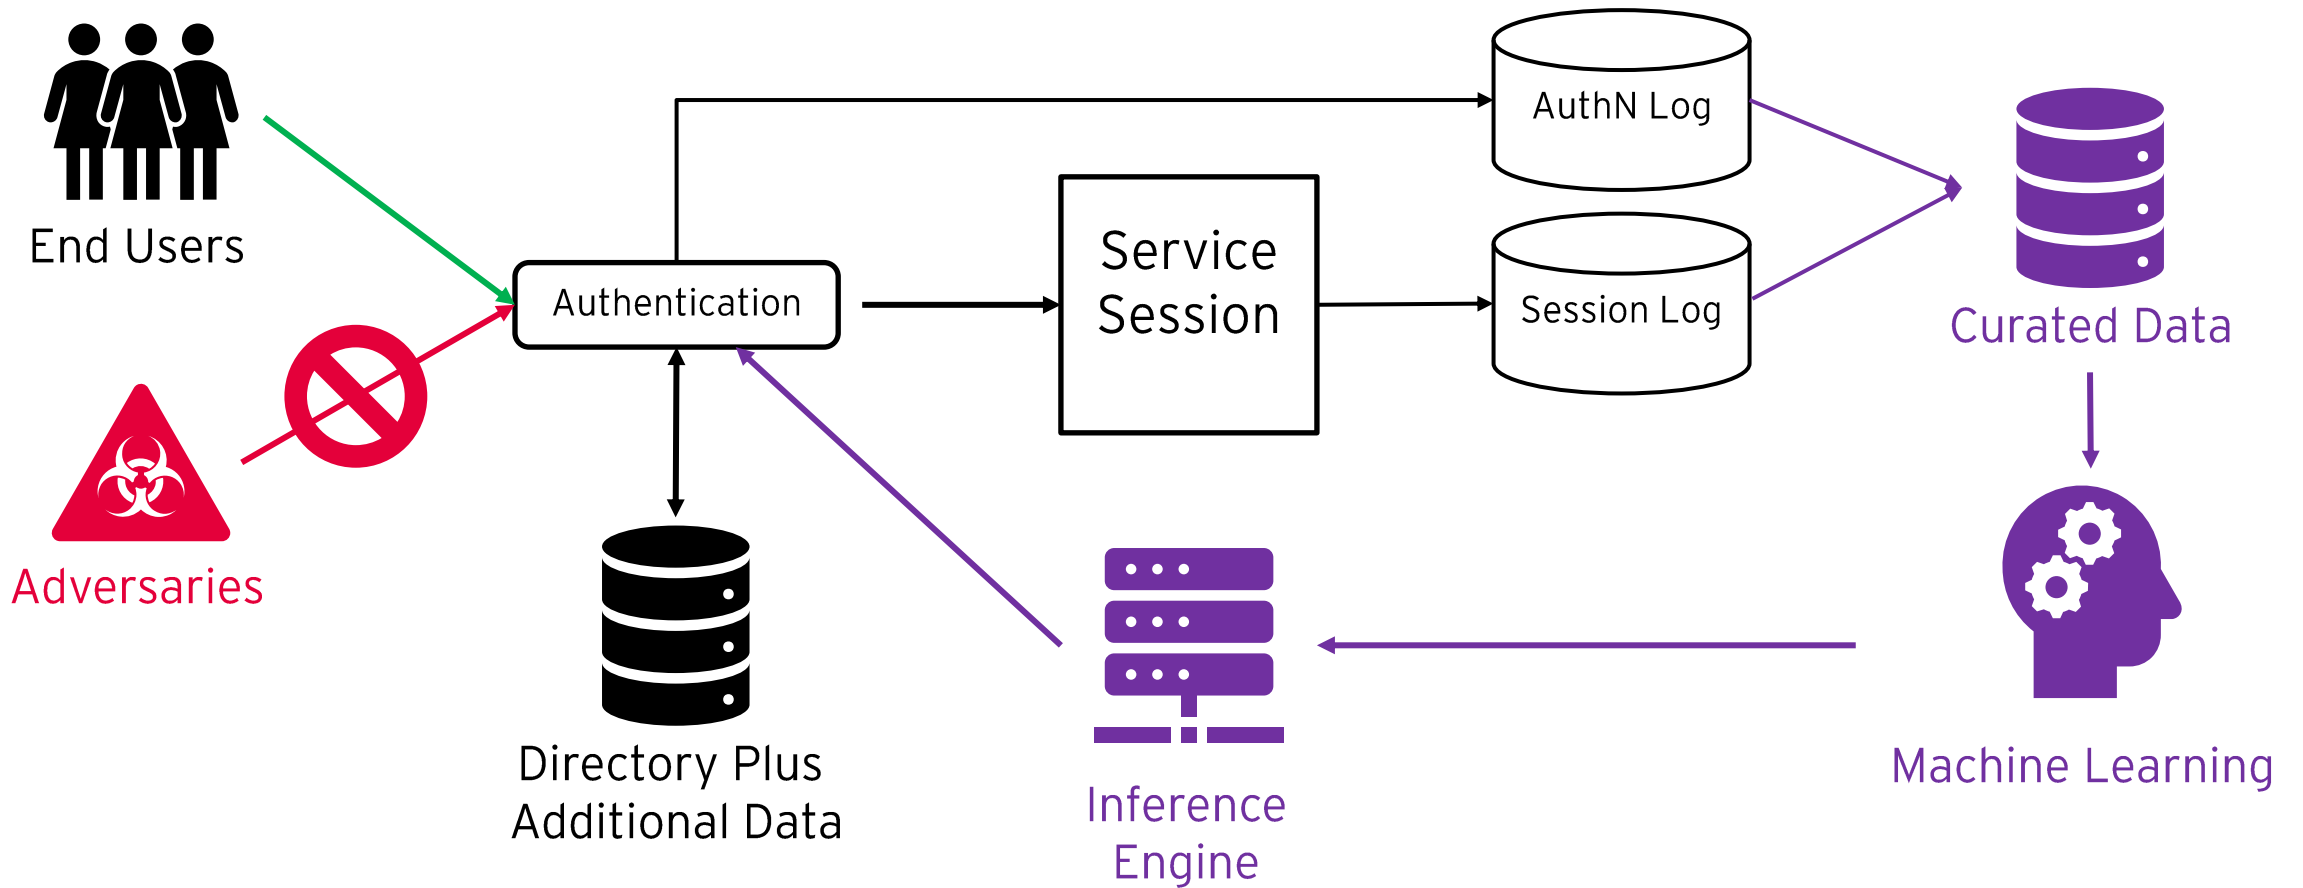 End Users
Adversaries
Authentication
Directory Plus
Additional Data
Service
Session
AuthN Log
Session Log
Curated Data
Machine Learning
Inference
Engine